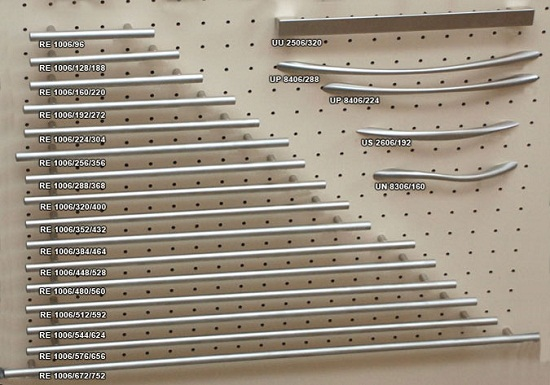 RE 1006/96
RE 1006/128/188
RE 1006/160/220
RE 1006/192/272
RE 1006/224/304
RE 1006/256/356
RE 1006/288/368
RE 1006/320/400
RE 1006/352/432
RE 1006/384/464
RE 1006/448/528
RE 1006/480/560
RE 1006/512/592
RE 1006/544/624
RE 1006/576/656
RE 1006/672/752
UU 2506/320
UP 8406/288
UP 8406/224
US 2606/192
UN 8306/160